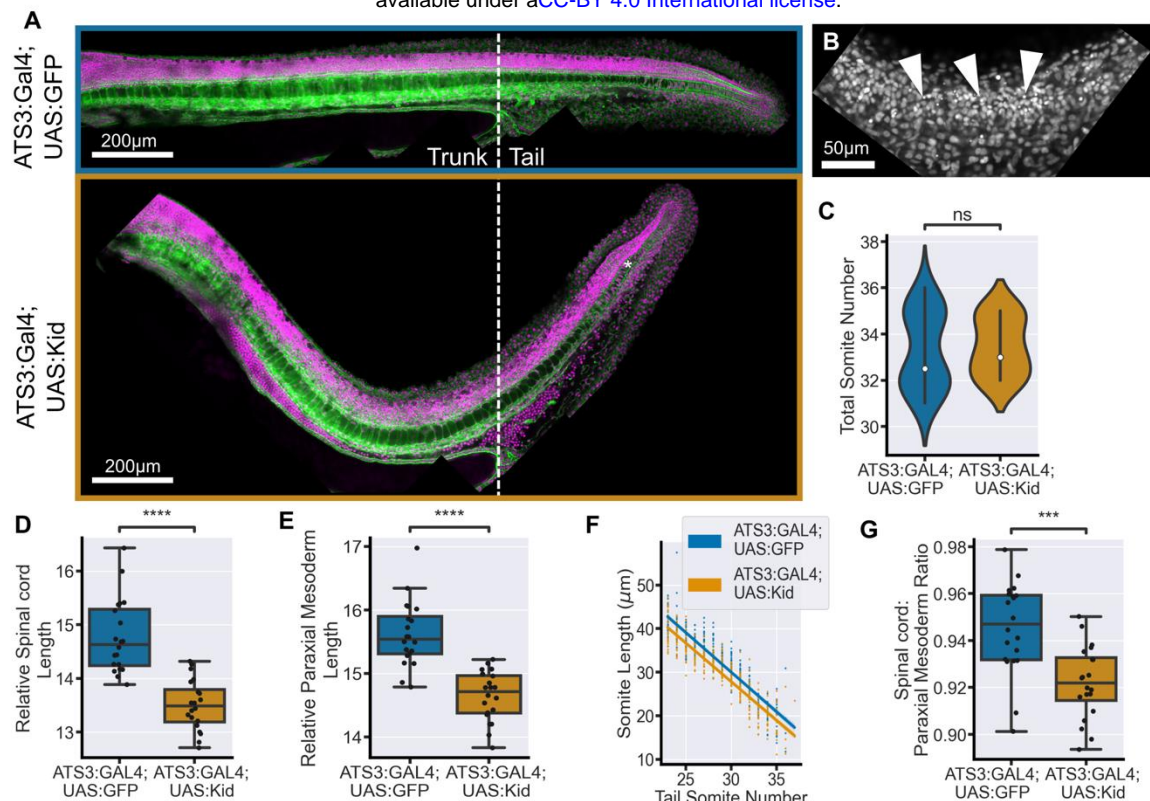 available under aCC-BY 4.0 International license.
A
ATS3:Gal4;
UAS:GFP
200μm
Trunk
Tail
ATS3:Gal4;
UAS:Kid
200μm
*
B
50μm
C
ns
Total Somite Number
38
36
34
32
30
ATS3:GAL4;
UAS:GFP
ATS3:GAL4;
UAS:Kid
D
****
Relative Spinal cord
Length
16
15
14
13
ATS3:GAL4;
UAS:GFP
ATS3:GAL4;
UAS:Kid
E
****
Relative Paraxial Mesoderm
Length
17
16
15
14
ATS3:GAL4;
UAS:GFP
ATS3:GAL4;
UAS:Kid
F
ATS3:GAL4;
UAS:GFP
ATS3:GAL4;
UAS:Kid
Somite Length (μm)
50
40
30
20
10
25
30
35
Tail Somite Number
G
***
Spinal cord:
Paraxial Mesoderm Ratio
0.98
0.96
0.94
0.92
0.90
ATS3:GAL4;
UAS:GFP
ATS3:GAL4;
UAS:Kid